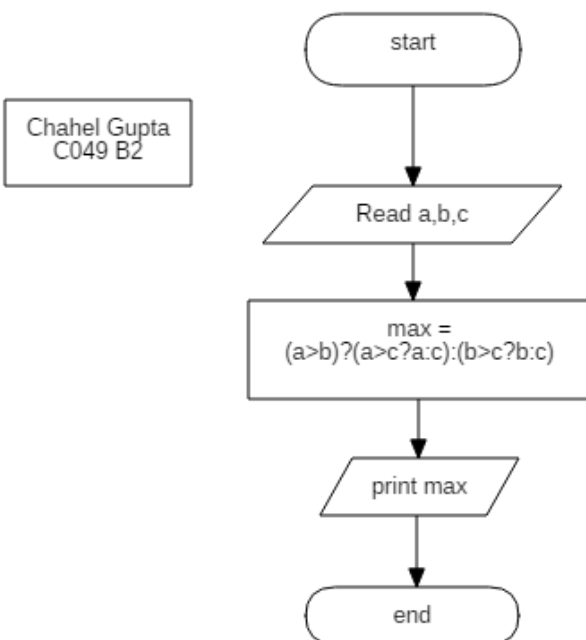 start
Chahel Gupta
C049 B2
Read a,b,c
max =
(a>b)?(a>c?a:c):(b>c?b:c)
print max
end